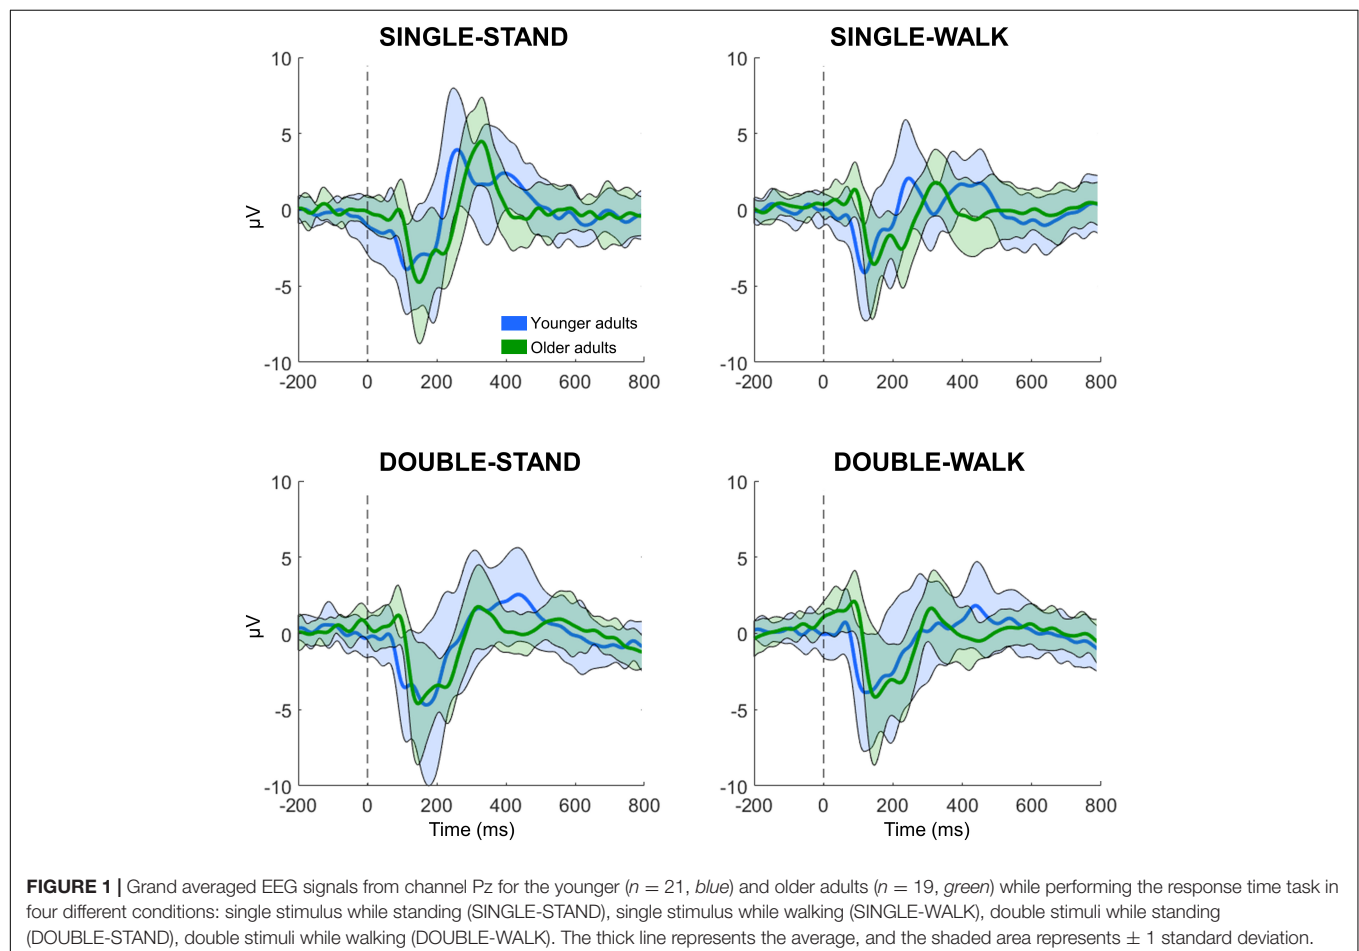 SINGLE-STAND
10
5
0
-5
-10
µV
-200 0 200 400 600 800
Younger adults
Older adults
SINGLE-WALK
10
5
0
-5
-10
-200 0 200 400 600 800
DOUBLE-STAND
10
5
0
-5
-10
µV
-200 0 200 400 600 800
Time (ms)
DOUBLE-WALK
10
5
0
-5
-10
-200 0 200 400 600 800
Time (ms)
FIGURE 1 | Grand averaged EEG signals from channel Pz for the younger (n = 21, blue) and older adults (n = 19, green) while performing the response time task in
four different conditions: single stimulus while standing (SINGLE-STAND), single stimulus while walking (SINGLE-WALK), double stimuli while standing
(DOUBLE-STAND), double stimuli while walking (DOUBLE-WALK). The thick line represents the average, and the shaded area represents ± 1 standard deviation.